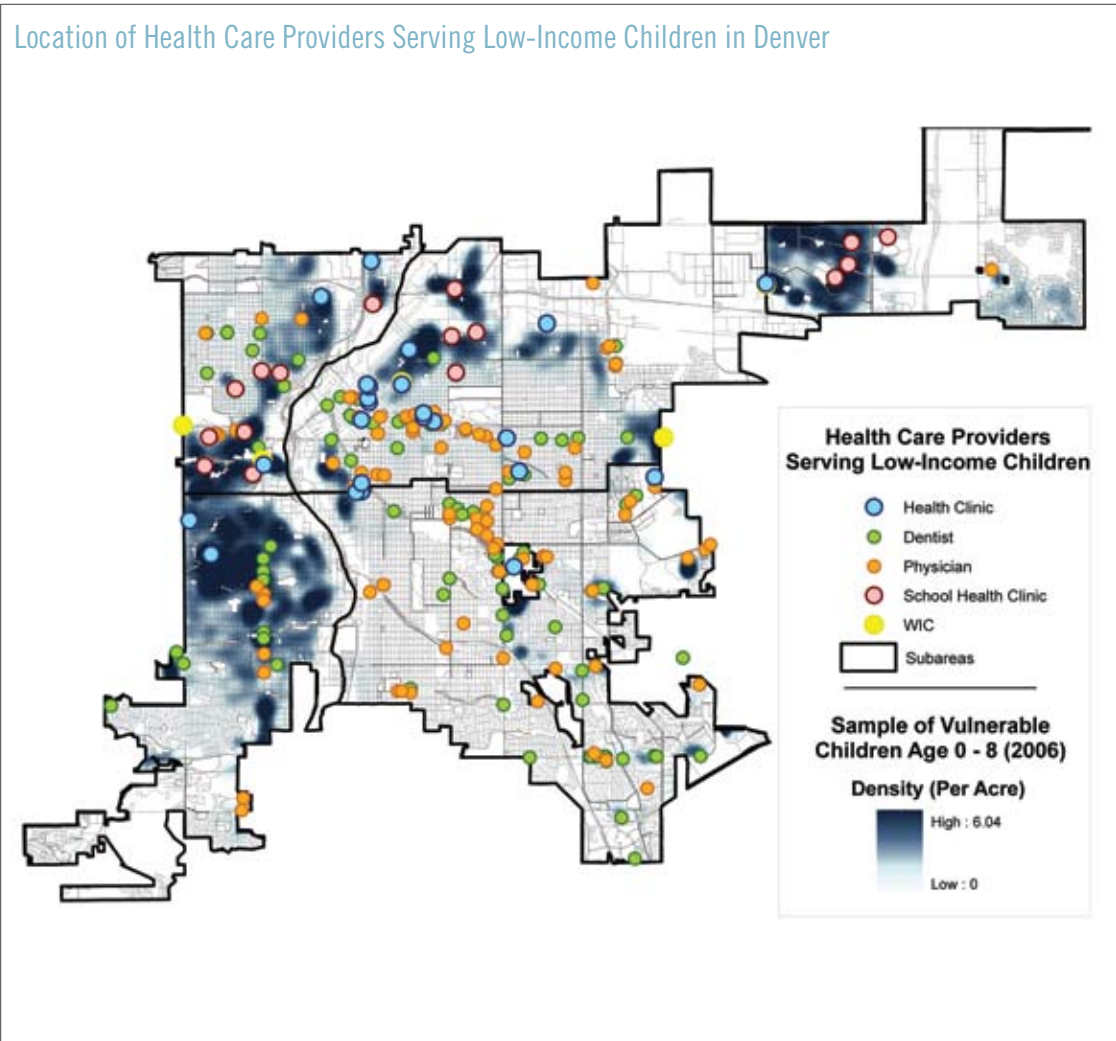 Location of Health Care Providers Serving Low-Income Children in Denver
Health Care Providers
Serving Low-Income Children
Health Clinic
Dentist
Physician
School Health Clinic
WIC
Subareas
Sample of Vulnerable
Children Age 0 - 8 (2006)
Density (Per Acre)
High : 6.04
Low : 0